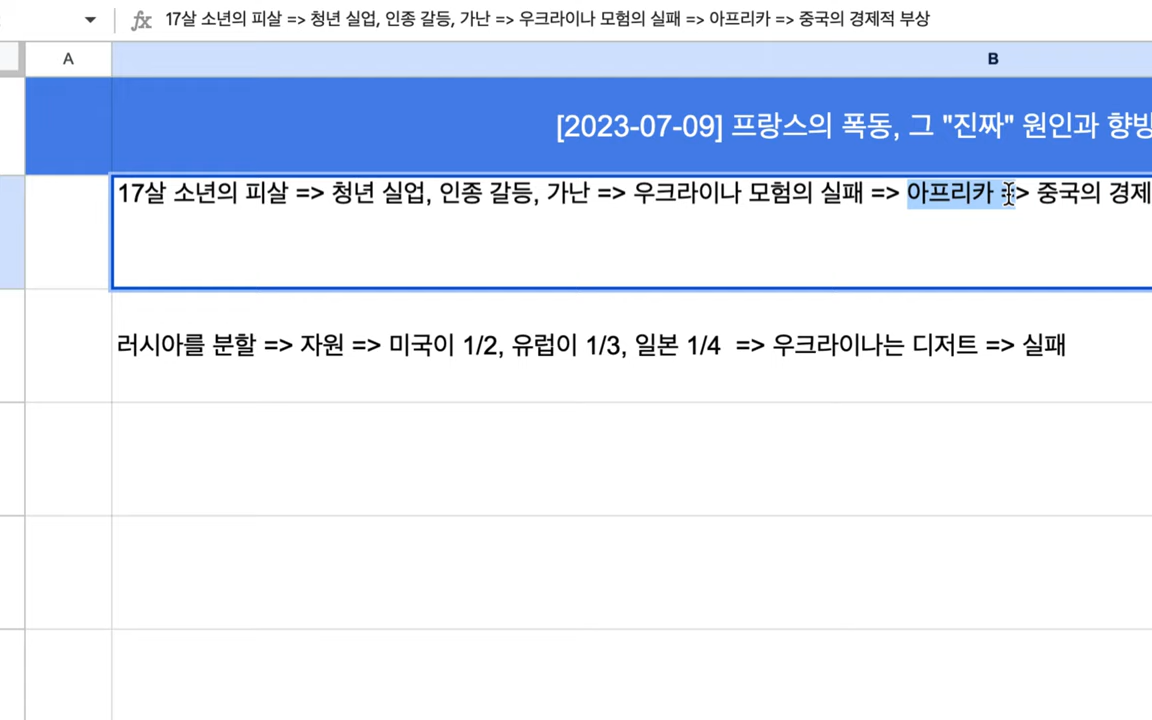 fx 17살 소년의 피살 => 청년 실업, 인종 갈등, 가난 => 우크라이나 모험의 실패 => 아프리카 => 중국의 경제적 부상
A B
[2023-07-09] 프랑스의 폭동, 그 "진짜" 원인과 향방
17살 소년의 피살 => 청년 실업, 인종 갈등, 가난 => 우크라이나 모험의 실패 => 아프리카 => 중국의 경제
러시아를 분할 => 자원 => 미국이 1/2, 유럽이 1/3, 일본 1/4 => 우크라이나는 디저트 => 실패